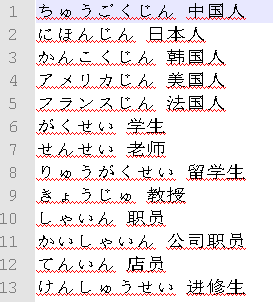 1 ちゅうごくじん 中国人
2 にほんじん 日本人
3 かんこくじん 韩国人
4 アメリカじん 美国人
5 フランスじん 法国人
6 がくせい 学生
7 せんせい 老师
8 りゅうがくせい 留学生
9 きょうじゅ 教授
10 しゃいん 职员
11 かいしゃいん 公司职员
12 てんいん 店员
13 けんしゅうせい 进修生